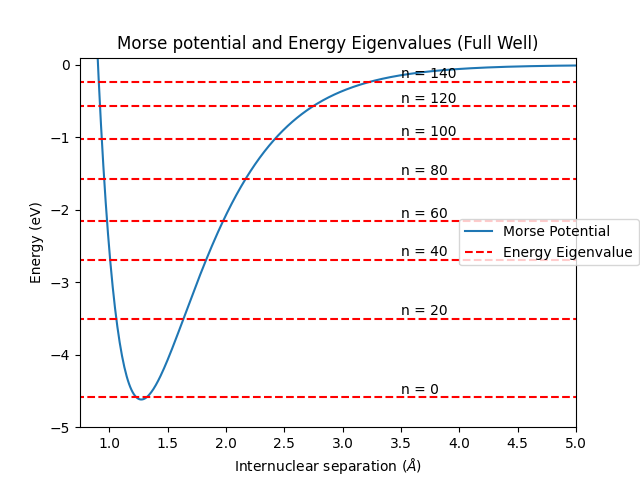 Morse potential and Energy Eigenvalues (Full Well)
0
n = 140
n = 120
n = 100
−1
n = 80
−2
n = 60
Morse Potential
Energy (eV)
n = 40
Energy Eigenvalue
−3
n = 20
−4
n = 0
−5
1.0 1.5 2.0 2.5 3.0 3.5 4.0 4.5 5.0
Internuclear separation (Å)